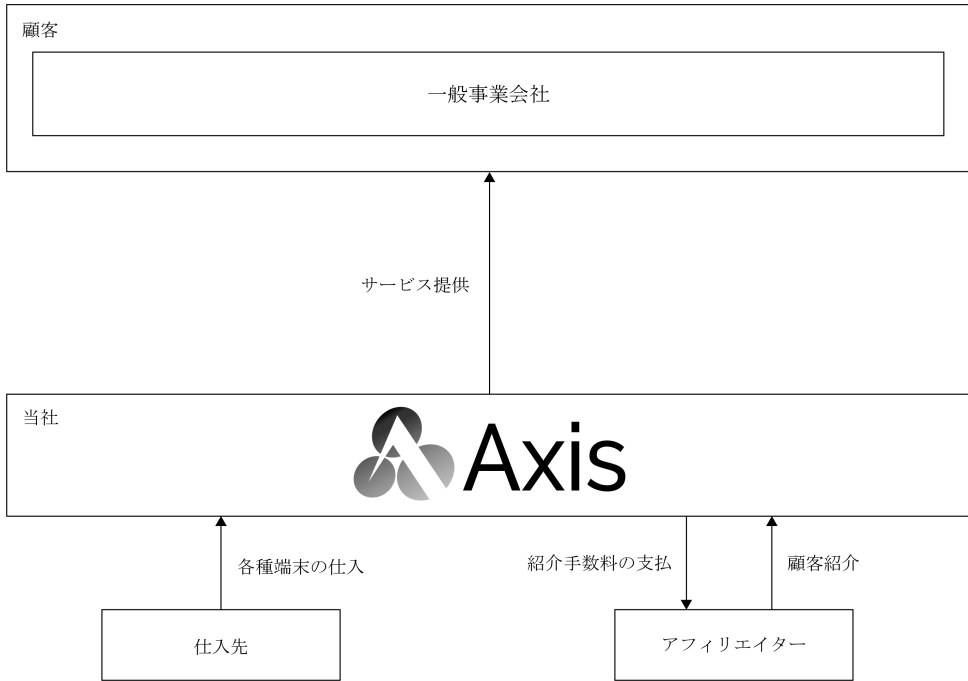 顧客
一般事業会社
サービス提供
当社
Axis
各種端末の仕入
紹介手数料の支払
顧客紹介
仕入先
アフィリエイター